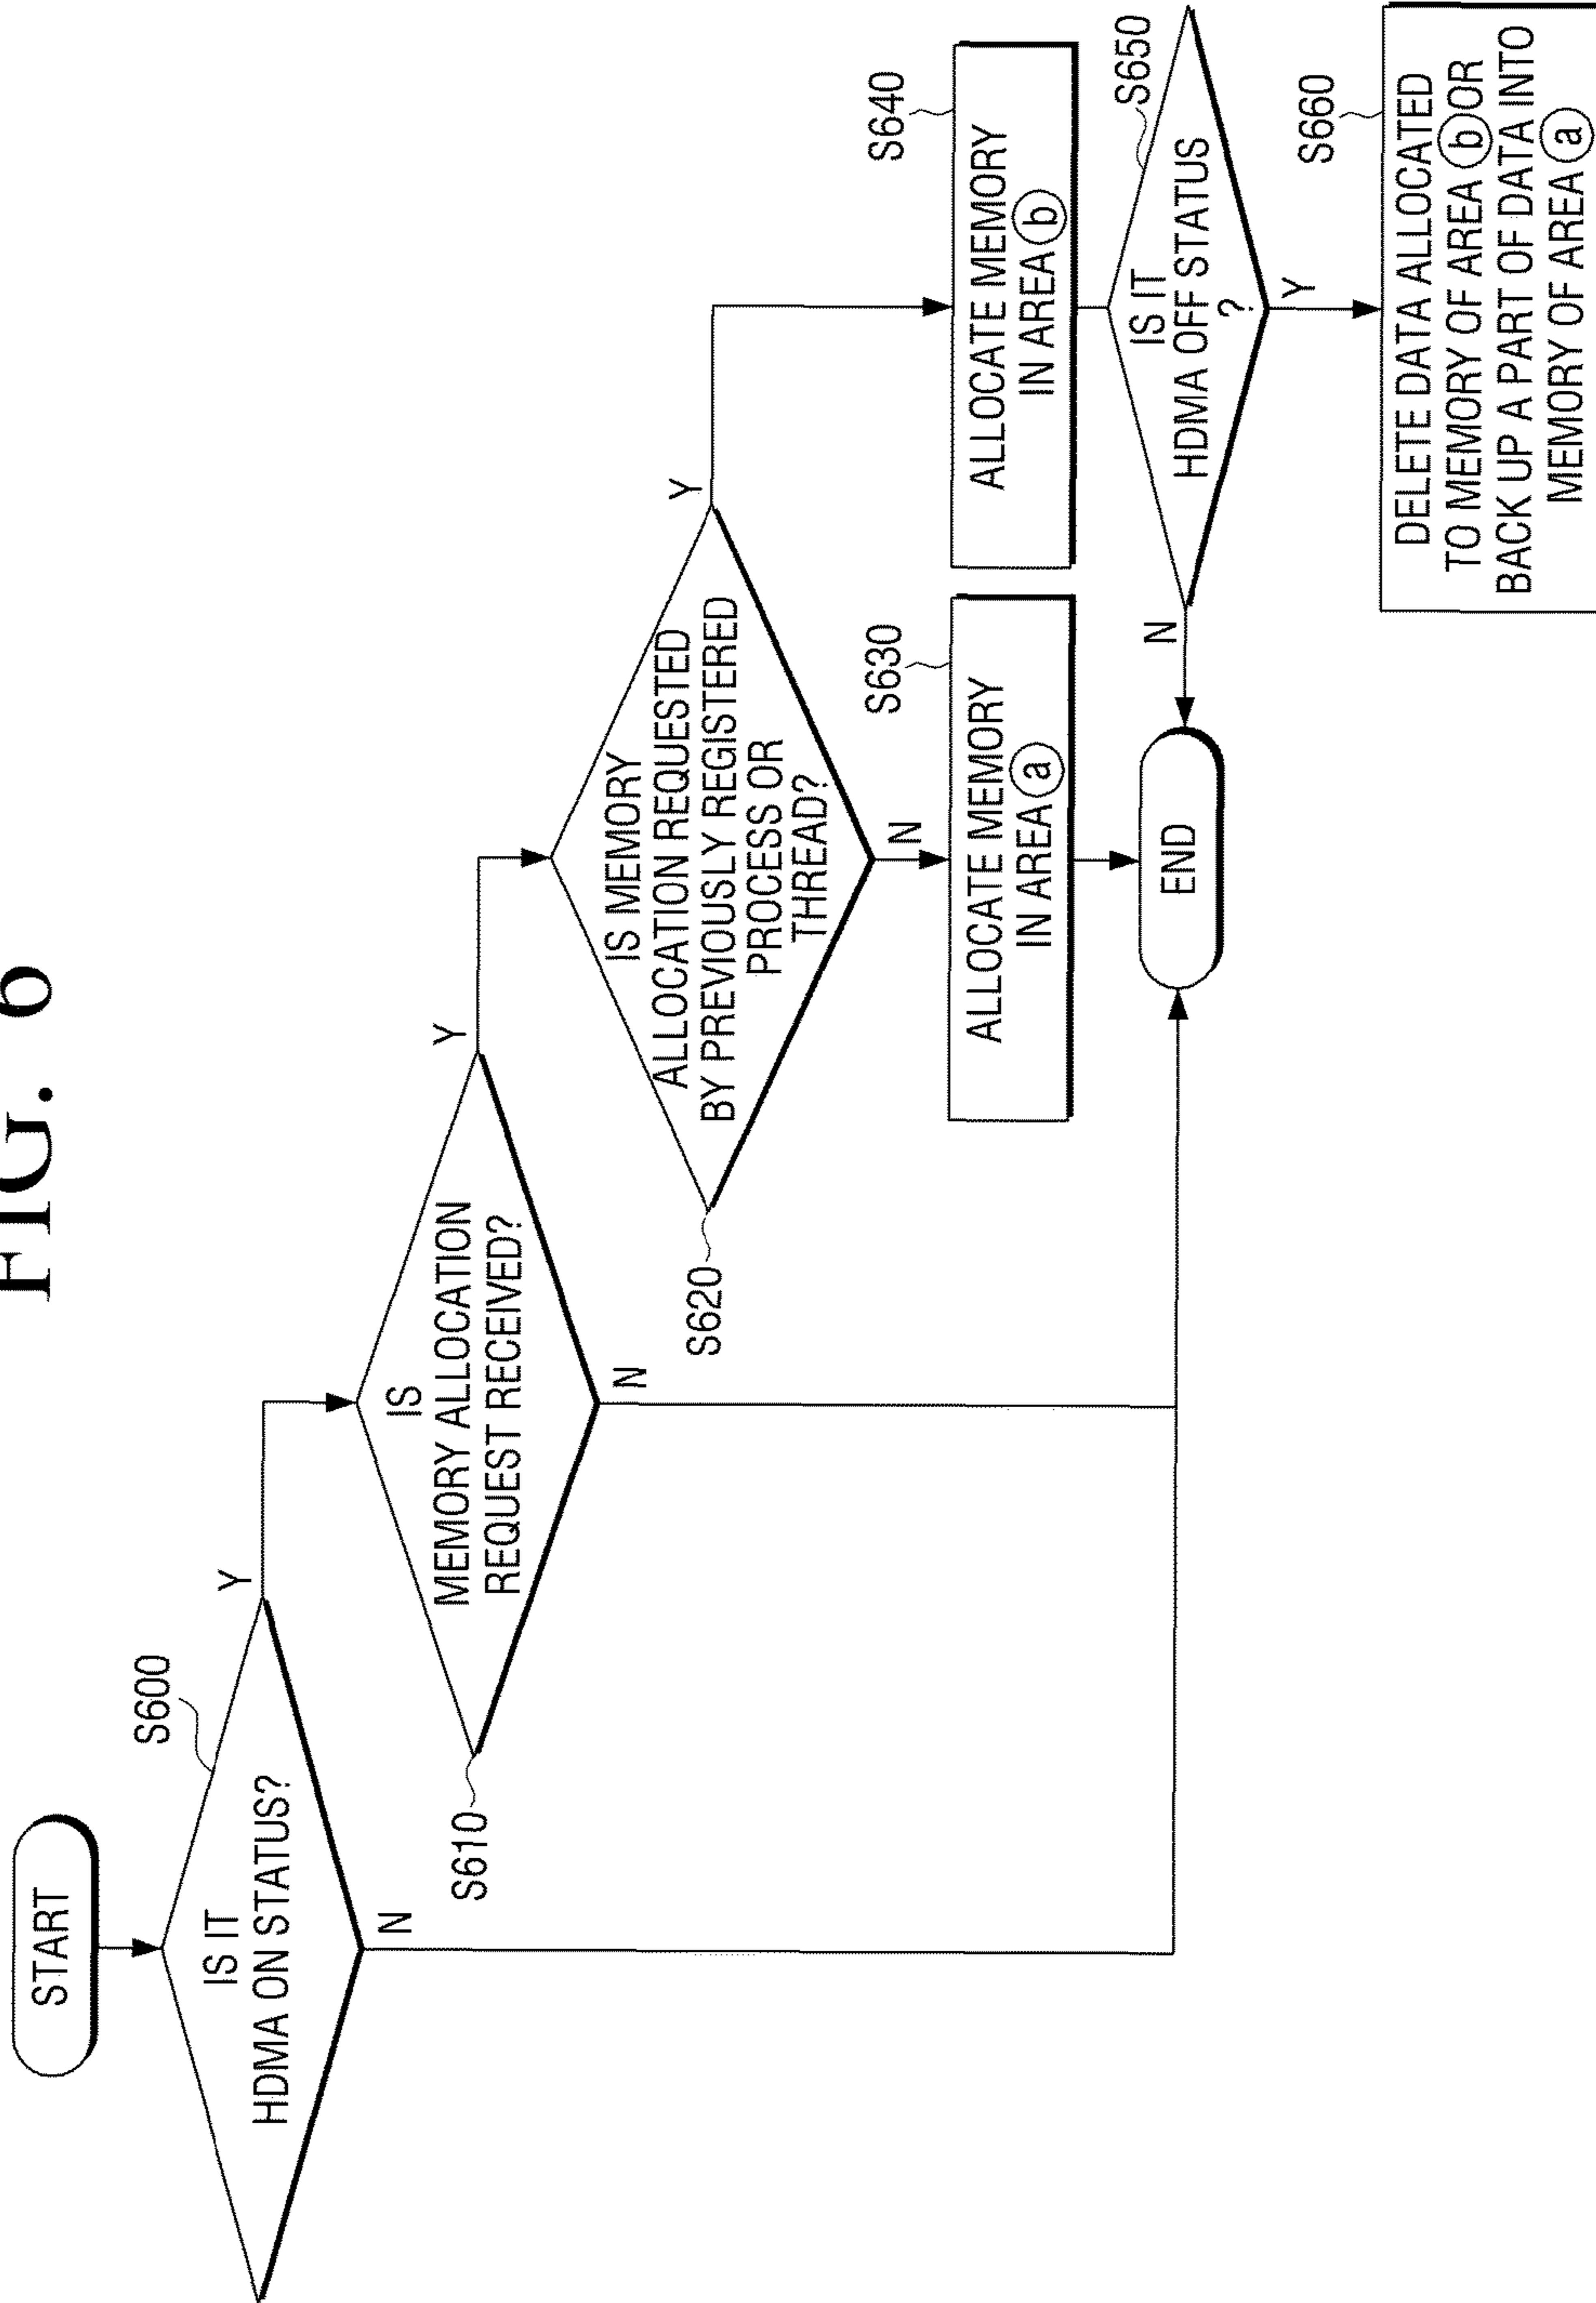 FIG. 6
START
S600
IS IT
HDMA ON STATUS?
Y
N
S610
IS
MEMORY ALLOCATION
REQUEST RECEIVED?
Y
N
S620
IS MEMORY
ALLOCATION REQUESTED
BY PREVIOUSLY REGISTERED
PROCESS OR
THREAD?
Y
N
S630
ALLOCATE MEMORY
IN AREA a
S640
ALLOCATE MEMORY
IN AREA b
S650
IS IT
HDMA OFF STATUS
?
N
Y
END
S660
DELETE DATA ALLOCATED
TO MEMORY OF AREA b OR
BACK UP A PART OF DATA INTO
MEMORY OF AREA a